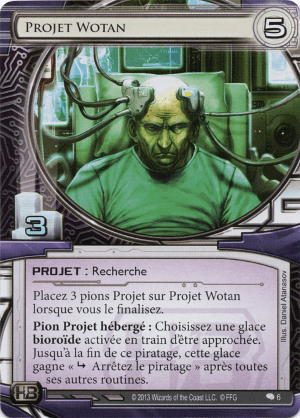 Projet Wotan
5
3
PROJET : Recherche
Placez 3 pions Projet sur Projet Wotan
lorsque vous le finalisez.
Pion Projet hébergé : Choisissez une glace
bioroïde activée en train d'être approchée.
Jusqu'à la fin de ce piratage, cette glace
gagne « ↳ Arrêtez le piratage » après toutes
ses autres routines.
Illus. Daniel Atanasov
HB
© 2013 Wizards of the Coast LLC. © FFG
6